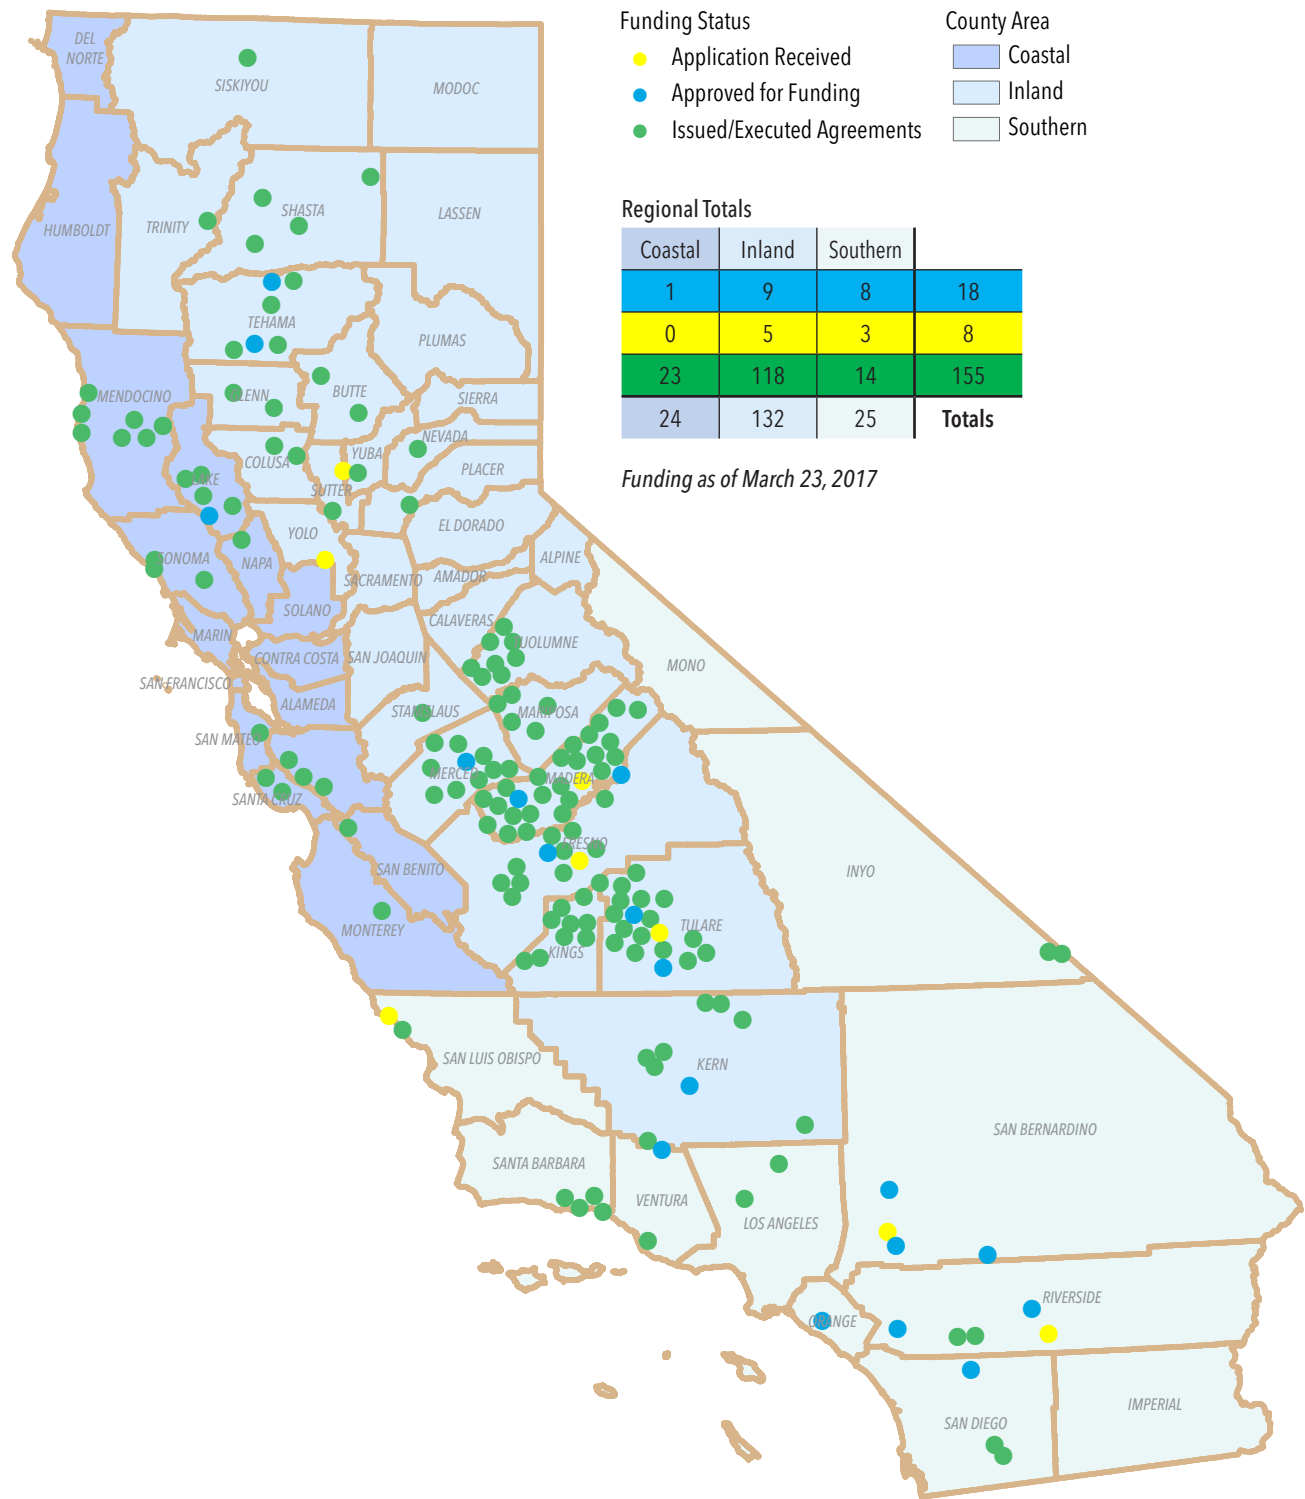 Funding Status
Application Received
Approved for Funding
Issued/Executed Agreements
County Area
Coastal
Inland
Southern
Regional Totals
Coastal Inland Southern
1 9 8 18
0 5 3 8
23 118 14 155
24 132 25 Totals
Funding as of March 23, 2017
DEL
NORTE
SISKIYOU
MODOC
HUMBOLDT
TRINITY
SHASTA
LASSEN
TEHAMA
PLUMAS
MENDOCINO
GLENN
BUTTE
SIERRA
COLUSA
YUBA
NEVADA
PLACER
LAKE
SUTTER
EL DORADO
YOLO
SONOMA
NAPA
ALPINE
SACRAMENTO
AMADOR
SOLANO
CALAVERAS
MARIN
TUOLUMNE
CONTRA COSTA
SAN JOAQUIN
MONO
SAN FRANCISCO
ALAMEDA
STANISLAUS
MARIPOSA
SAN MATEO
MERCED
MADERA
SANTA CRUZ
FRESNO
SAN BENITO
INYO
MONTEREY
TULARE
KINGS
SAN LUIS OBISPO
KERN
SAN BERNARDINO
SANTA BARBARA
VENTURA
LOS ANGELES
RIVERSIDE
ORANGE
SAN DIEGO
IMPERIAL